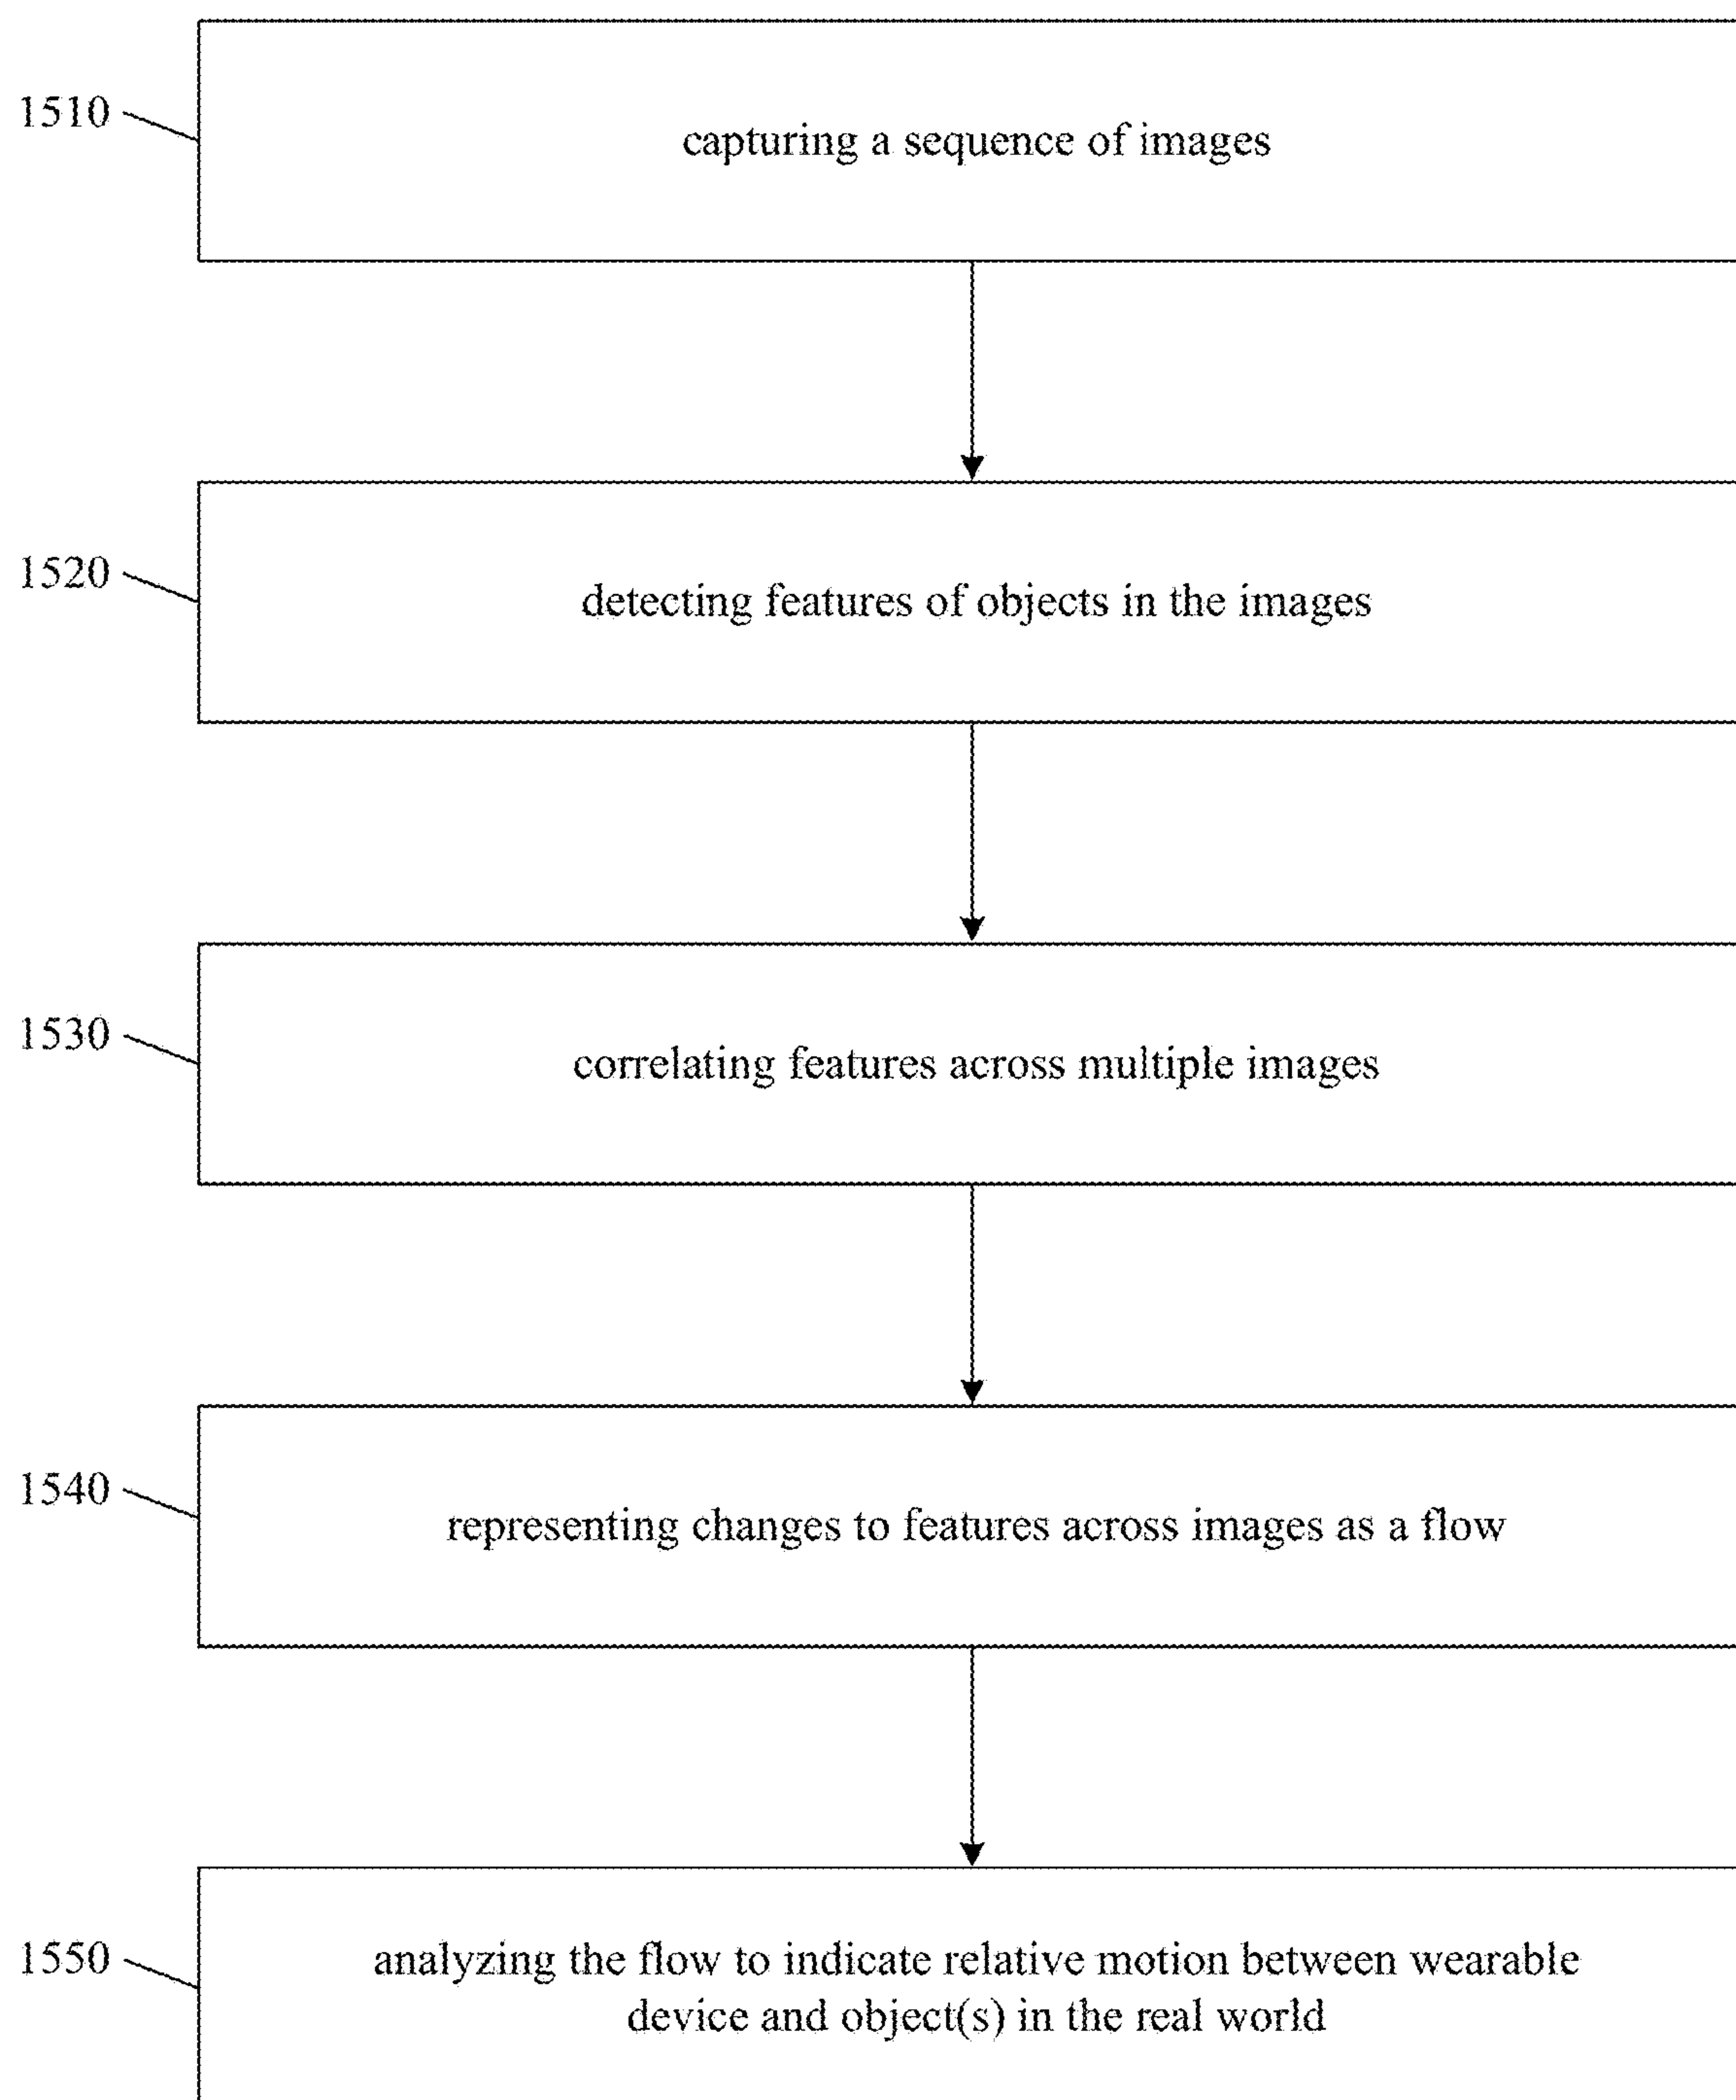 1510
capturing a sequence of images
1520
detecting features of objects in the images
1530
correlating features across multiple images
1540
representing changes to features across images as a flow
1550
analyzing the flow to indicate relative motion between wearable
device and object(s) in the real world